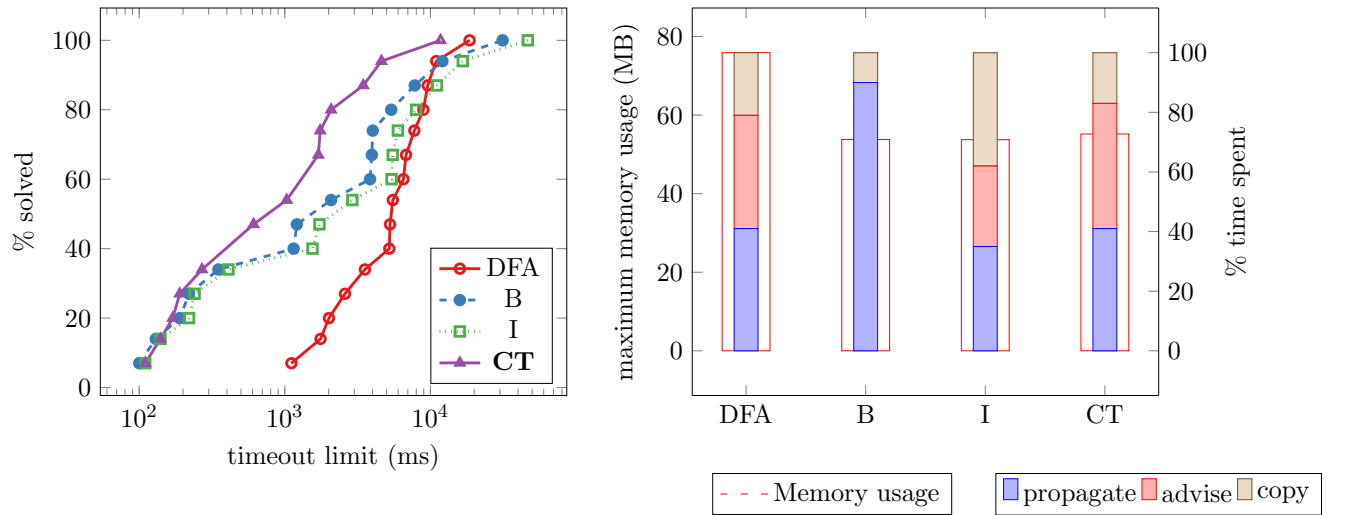 100
80
60
40
20
0
% solved
10^2
10^3
10^4
timeout limit (ms)
DFA
B
I
CT
80
60
40
20
0
maximum memory usage (MB)
100
80
60
40
20
0
% time spent
DFA B I CT
Memory usage
propagate advise copy